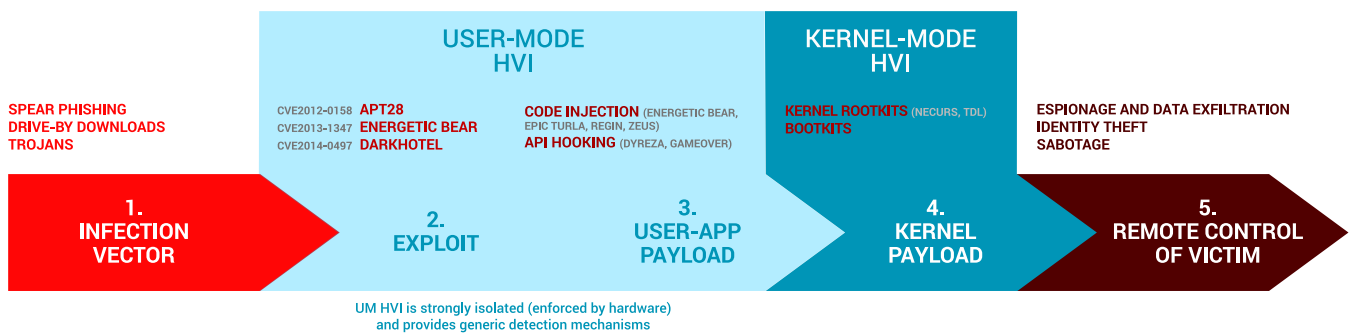 USER-MODE
HVI
KERNEL-MODE
HVI
SPEAR PHISHING
DRIVE-BY DOWNLOADS
TROJANS
CVE2012-0158 APT28
CVE2013-1347 ENERGETIC BEAR
CVE2014-0497 DARKHOTEL
CODE INJECTION (ENERGETIC BEAR,
EPIC TURLA, REGIN, ZEUS)
API HOOKING (DYREZA, GAMEOVER)
KERNEL ROOTKITS (NECURS, TDL)
BOOTKITS
ESPIONAGE AND DATA EXFILTRATION
IDENTITY THEFT
SABOTAGE
1.
INFECTION
VECTOR
2.
EXPLOIT
3.
USER-APP
PAYLOAD
4.
KERNEL
PAYLOAD
5.
REMOTE CONTROL
OF VICTIM
UM HVI is strongly isolated (enforced by hardware)
and provides generic detection mechanisms